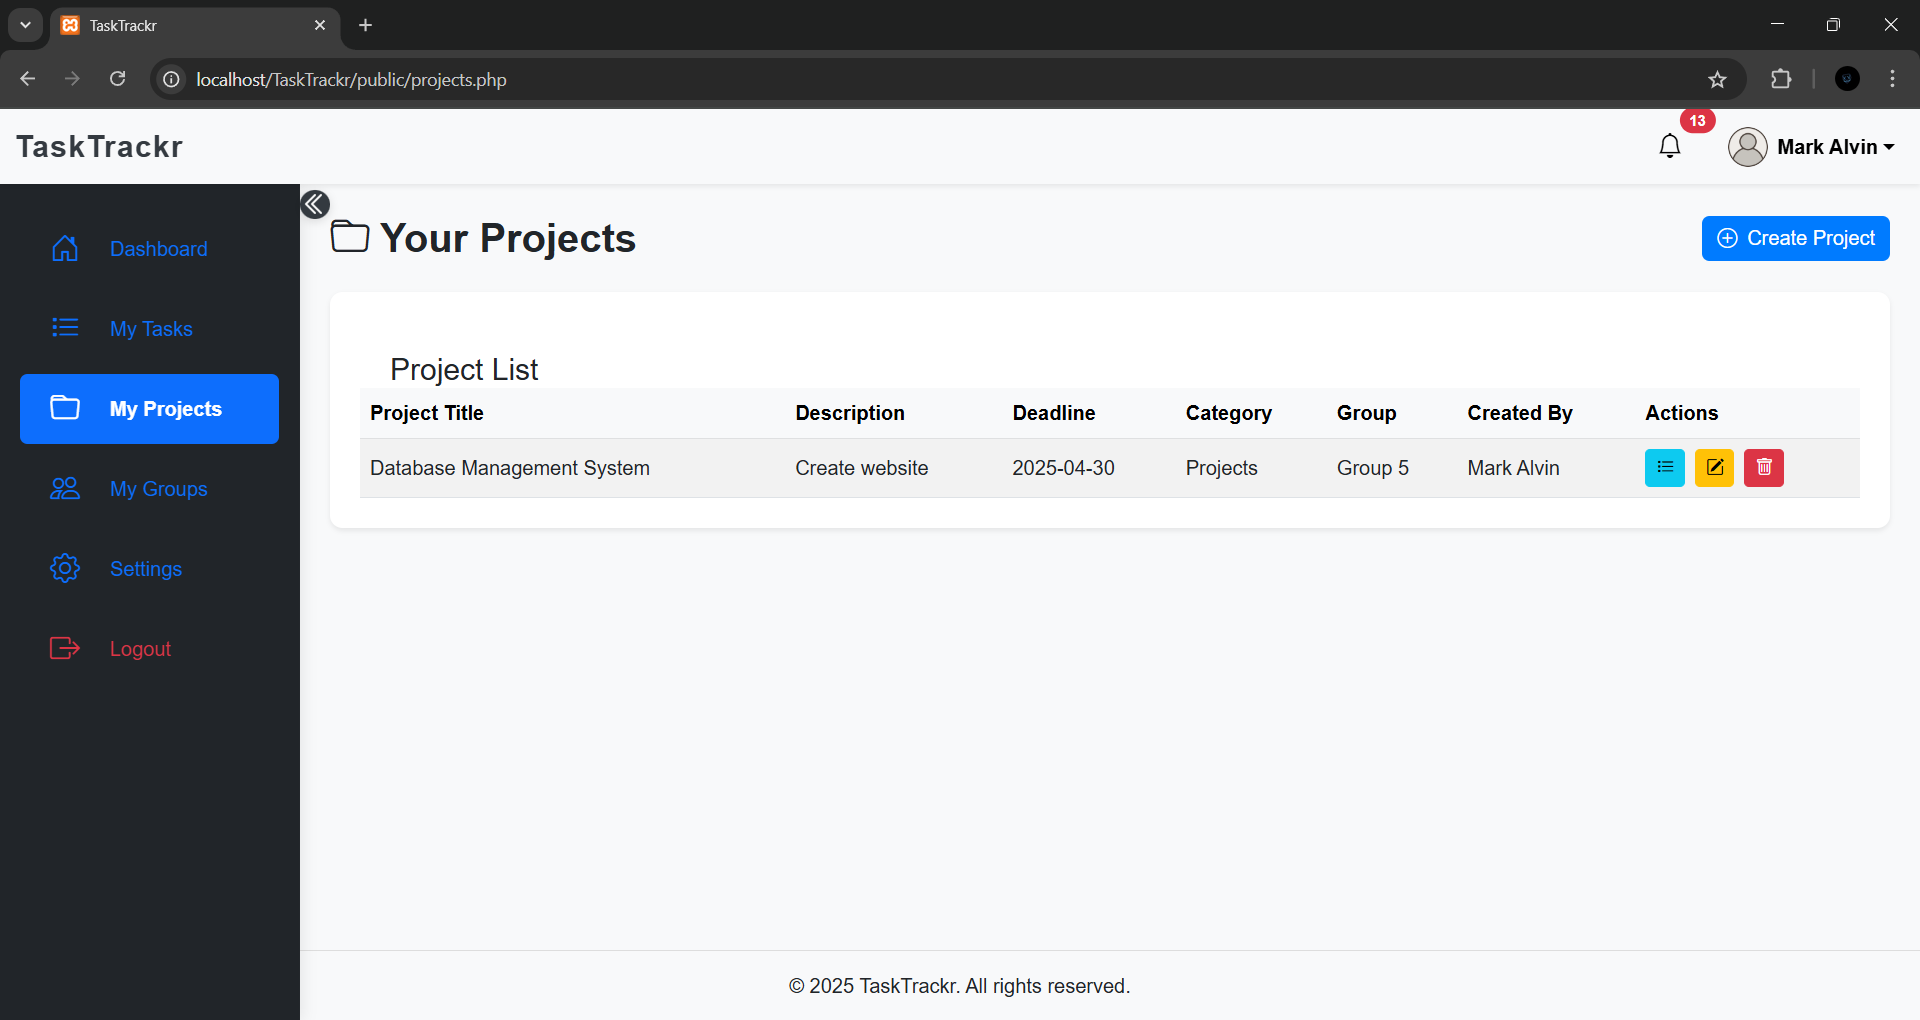 TaskTrackr
localhost/TaskTrackr/public/projects.php
TaskTrackr
13
Mark Alvin
Dashboard
My Tasks
My Projects
My Groups
Settings
Logout
Your Projects
Create Project
Project List
Project Title Description Deadline Category Group Created By Actions
Database Management System Create website 2025-04-30 Projects Group 5 Mark Alvin
© 2025 TaskTrackr. All rights reserved.